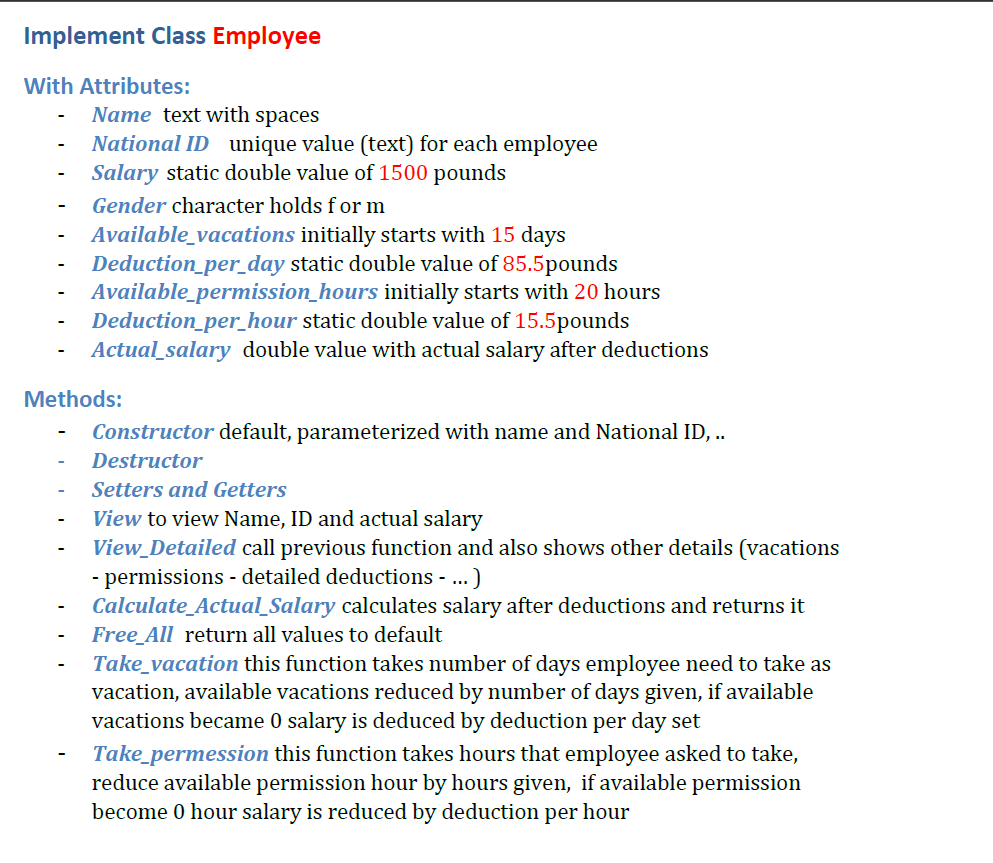 Implement Class Employee
With Attributes:
- Name text with spaces
- National ID unique value (text) for each employee
- Salary static double value of 1500 pounds
- Gender character holds f or m
- Available_vacations initially starts with 15 days
- Deduction_per_day static double value of 85.5pounds
- Available_permission_hours initially starts with 20 hours
- Deduction_per_hour static double value of 15.5pounds
- Actual_salary double value with actual salary after deductions
Methods:
- Constructor default, parameterized with name and National ID, ..
- Destructor
- Setters and Getters
- View to view Name, ID and actual salary
- View_Detailed call previous function and also shows other details (vacations
- permissions - detailed deductions - ... )
- Calculate_Actual_Salary calculates salary after deductions and returns it
- Free_All return all values to default
- Take_vacation this function takes number of days employee need to take as
vacation, available vacations reduced by number of days given, if available
vacations became 0 salary is deduced by deduction per day set
- Take_permession this function takes hours that employee asked to take,
reduce available permission hour by hours given, if available permission
become 0 hour salary is reduced by deduction per hour